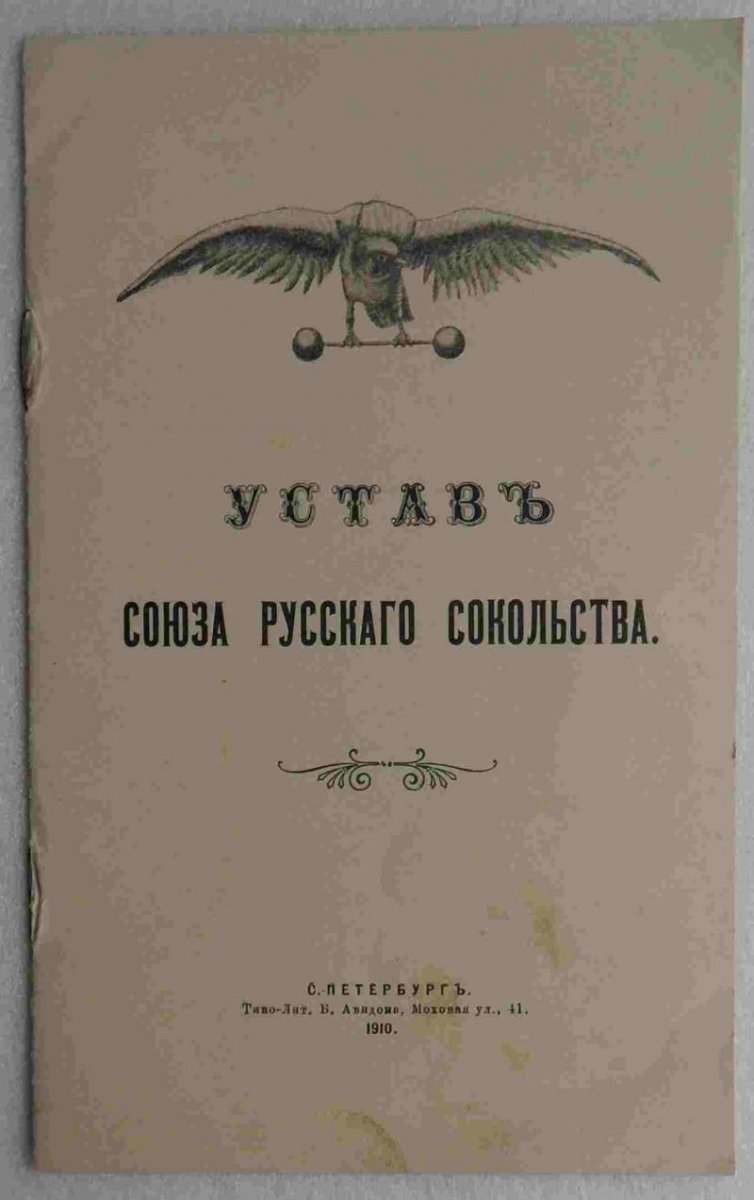 УСТАВЪ
СОЮЗА РУССКАГО СОКОЛЬСТВА.
С.-ПЕТЕРБУРГЪ.
Типо-Лит. Б. Авидона, Моховая ул., 41.
1910.